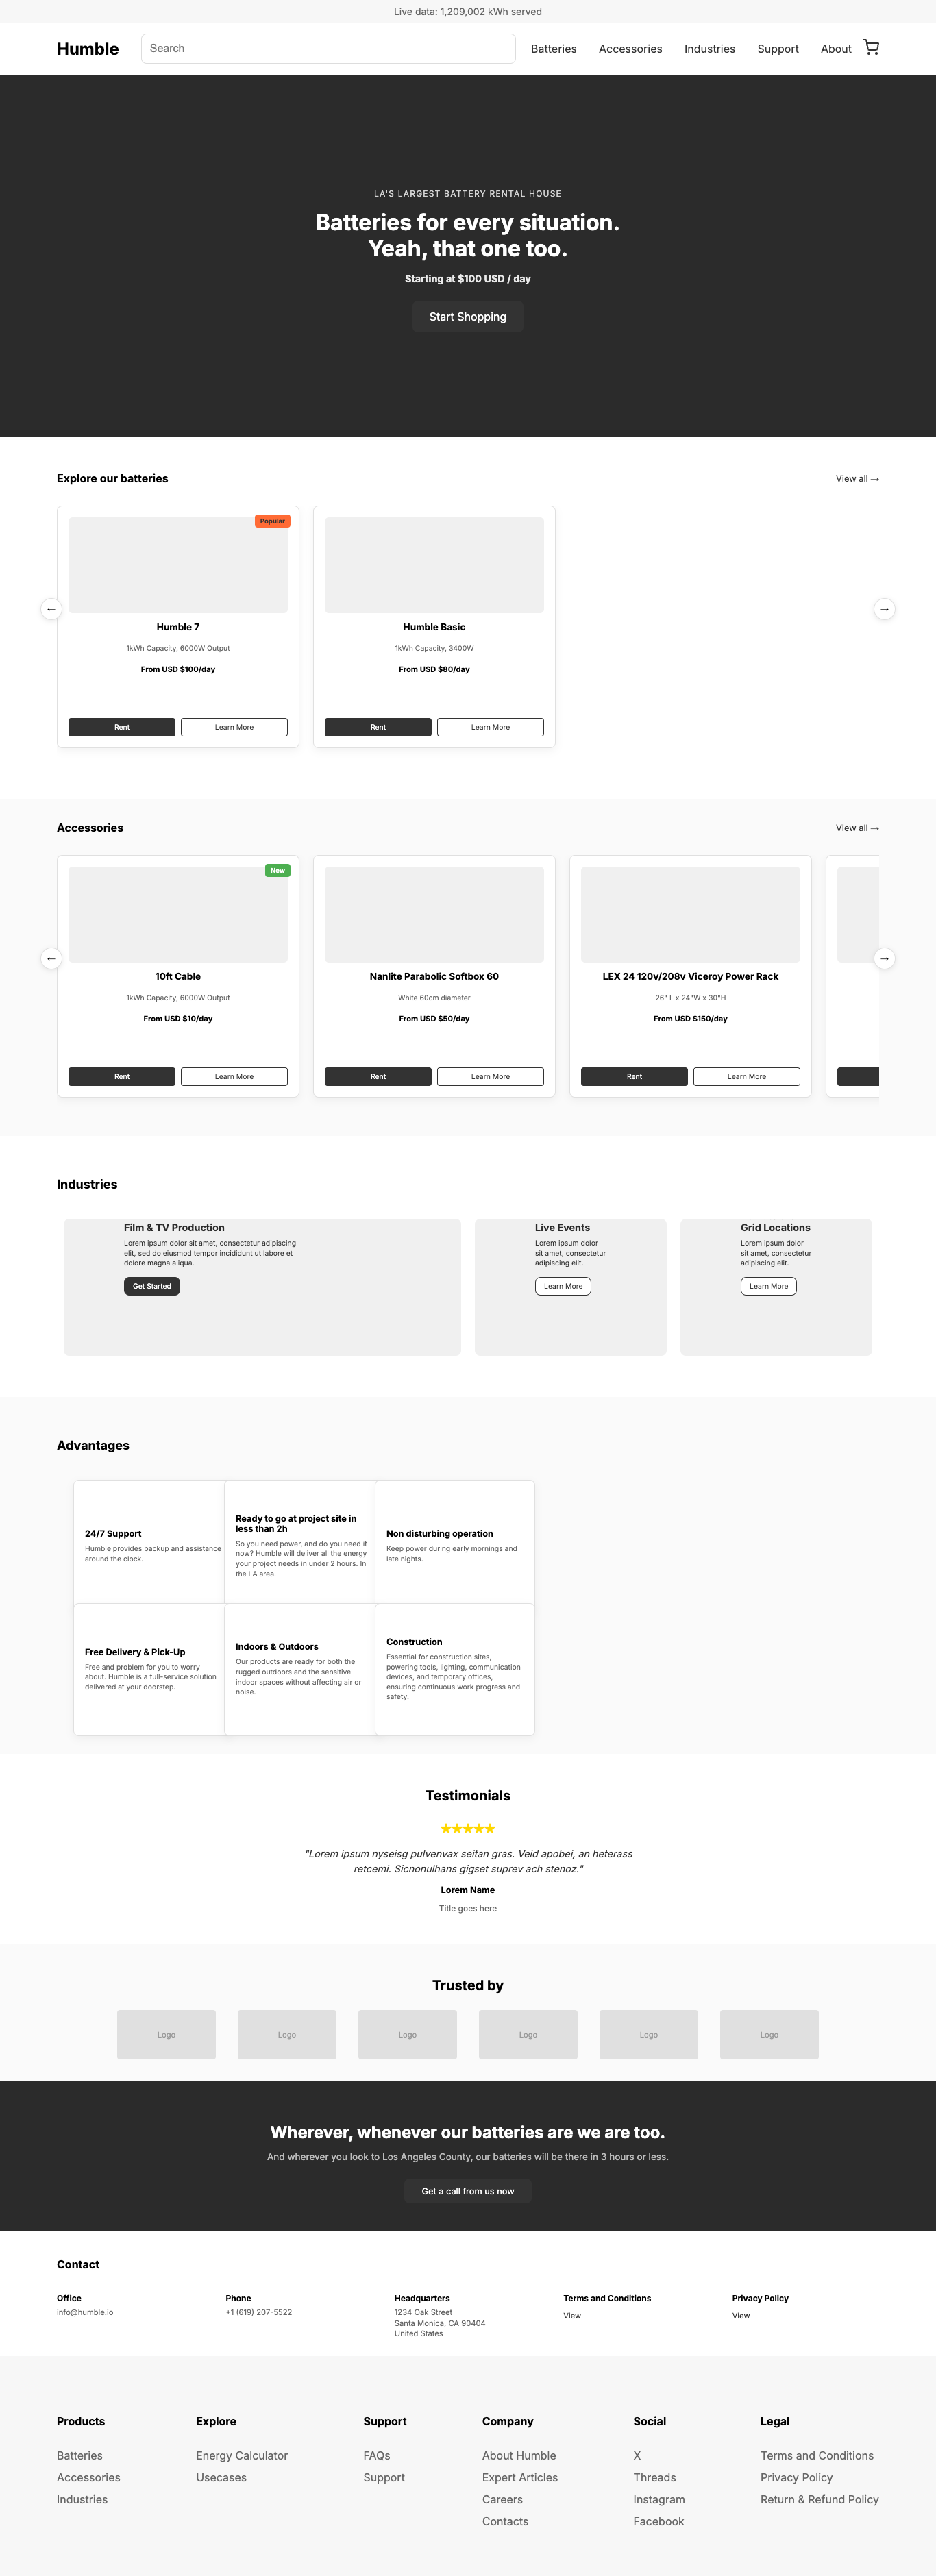 Live data: 1,209,002 kWh served
Humble
Search
Batteries
Accessories
Industries
Support
About
LA'S LARGEST BATTERY RENTAL HOUSE
Batteries for every situation.
Yeah, that one too.
Starting at $100 USD / day
Start Shopping
Explore our batteries
View all →
Popular
←
→
Humble 7
1kWh Capacity, 6000W Output
From USD $100/day
Rent
Learn More
Humble Basic
1kWh Capacity, 3400W
From USD $80/day
Rent
Learn More
Accessories
View all →
New
←
→
10ft Cable
1kWh Capacity, 6000W Output
From USD $10/day
Rent
Learn More
Nanlite Parabolic Softbox 60
White 60cm diameter
From USD $50/day
Rent
Learn More
LEX 24 120v/208v Viceroy Power Rack
26" L x 24"W x 30"H
From USD $150/day
Rent
Learn More
Industries
Film & TV Production
Lorem ipsum dolor sit amet, consectetur adipiscing
elit, sed do eiusmod tempor incididunt ut labore et
dolore magna aliqua.
Get Started
Live Events
Lorem ipsum dolor
sit amet, consectetur
adipiscing elit.
Learn More
Grid Locations
Lorem ipsum dolor
sit amet, consectetur
adipiscing elit.
Learn More
Advantages
24/7 Support
Humble provides backup and assistance
around the clock.
Ready to go at project site in
less than 2h
So you need power, and do you need it
now? Humble will deliver all the energy
your project needs in under 2 hours. In
the LA area.
Non disturbing operation
Keep power during early mornings and
late nights.
Free Delivery & Pick-Up
Free and problem for you to worry
about. Humble is a full-service solution
delivered at your doorstep.
Indoors & Outdoors
Our products are ready for both the
rugged outdoors and the sensitive
indoor spaces without affecting air or
noise.
Construction
Essential for construction sites,
powering tools, lighting, communication
devices, and temporary offices,
ensuring continuous work progress and
safety.
Testimonials
★★★★★
"Lorem ipsum nyseisg pulvenvax seitan gras. Veid apobei, an heterass
retcemi. Sicnonulhans gigset suprev ach stenoz."
Lorem Name
Title goes here
Trusted by
Logo
Logo
Logo
Logo
Logo
Logo
Wherever, whenever our batteries are we are too.
And wherever you look to Los Angeles County, our batteries will be there in 3 hours or less.
Get a call from us now
Contact
Office
info@humble.io
Phone
+1 (619) 207-5522
Headquarters
1234 Oak Street
Santa Monica, CA 90404
United States
Terms and Conditions
View
Privacy Policy
View
Products
Batteries
Accessories
Industries
Explore
Energy Calculator
Usecases
Support
FAQs
Support
Company
About Humble
Expert Articles
Careers
Contacts
Social
X
Threads
Instagram
Facebook
Legal
Terms and Conditions
Privacy Policy
Return & Refund Policy